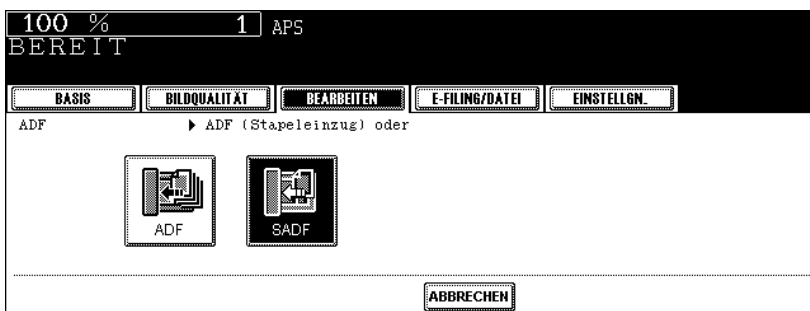 100 % 1 APS
BEREIT
BASIS BILDQUALITÄT BEARBEITEN E-FILING/DATEI EINSTELLGN.
ADF ▶ ADF (Stapeleinzug) oder
ADF SADF
ABBRECHEN